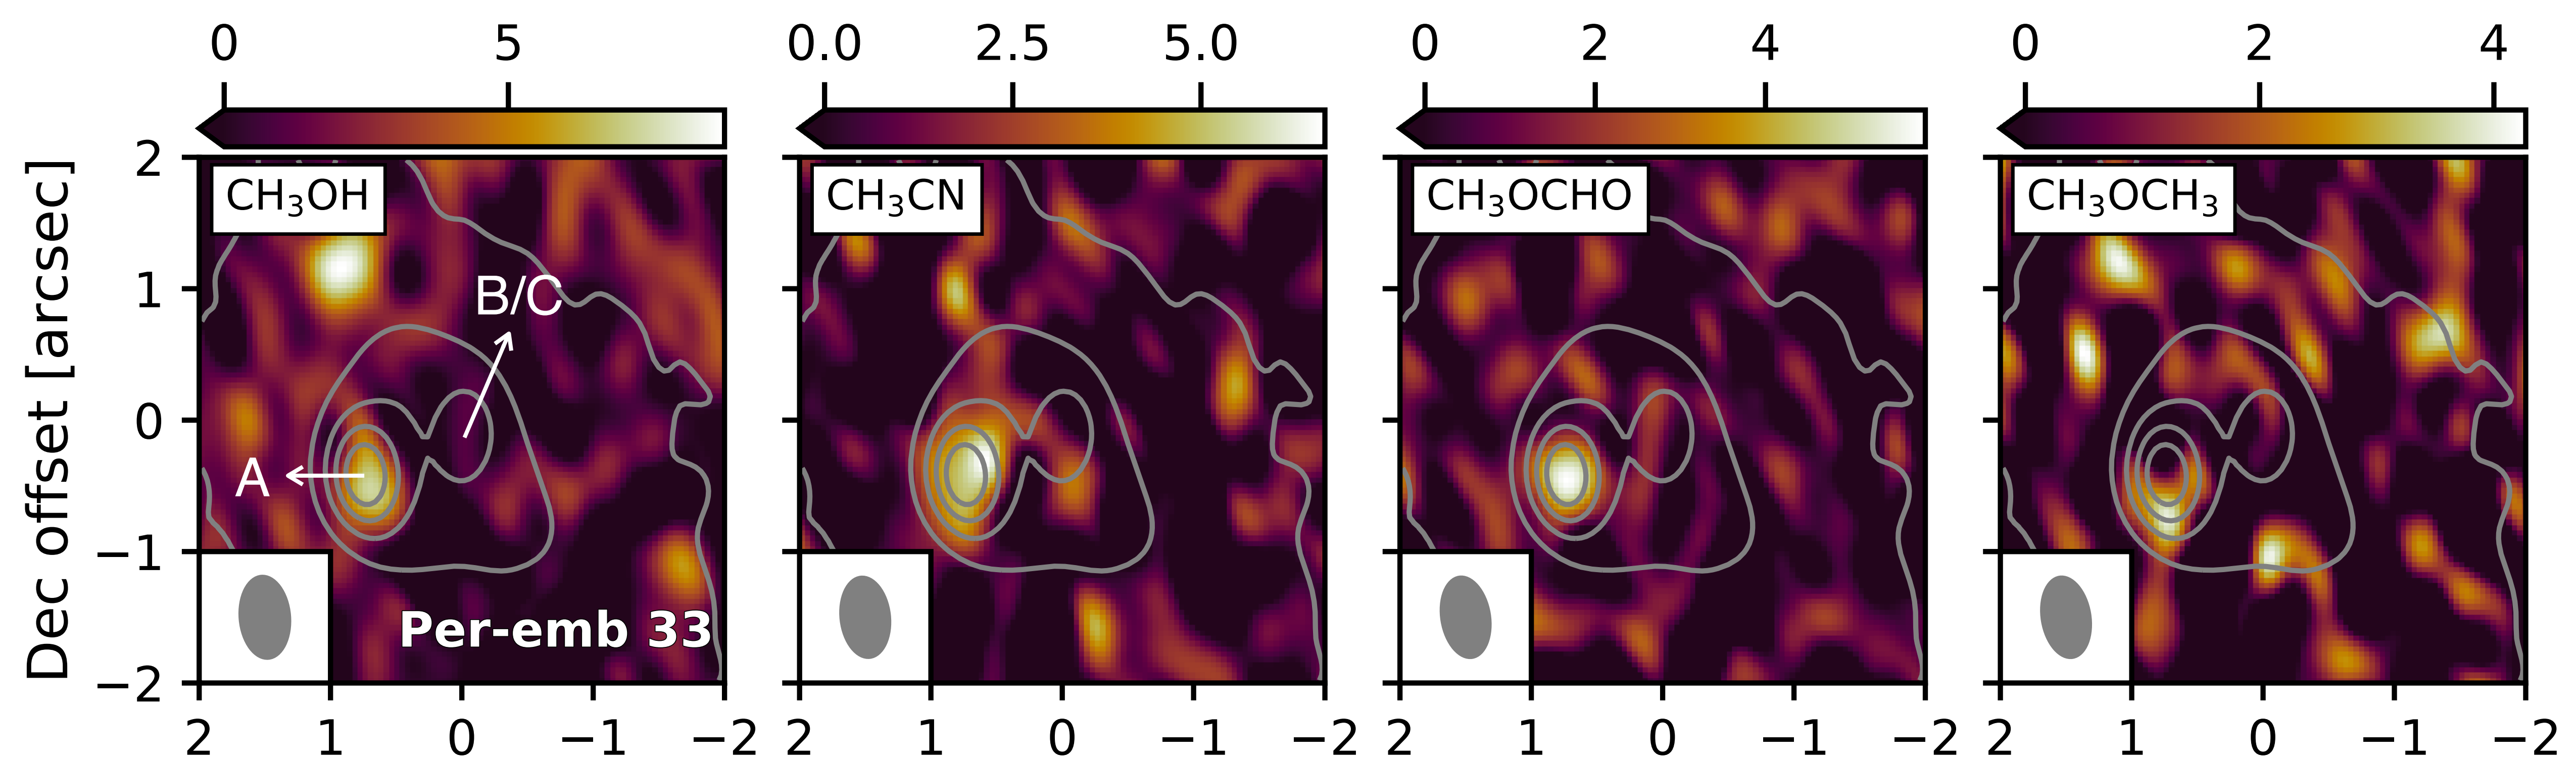 0 5
0.0 2.5 5.0
0 2 4
0 2 4
CH₃OH
CH₃CN
CH₃OCHO
CH₃OCH₃
Dec offset [arcsec]
2
1
0
−1
−2
B/C
A
Per-emb 33
2 1 0 −1 −2
2 1 0 −1 −2
2 1 0 −1 −2
2 1 0 −1 −2